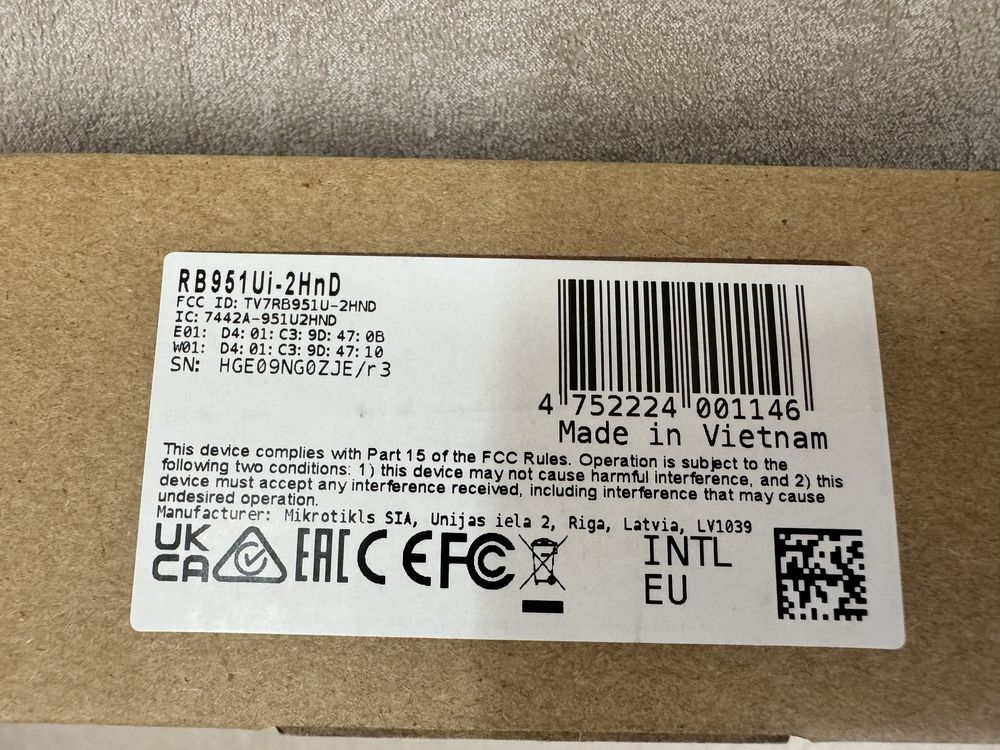 RB951Ui-2HnD
FCC ID: TV7RB951U-2HND
IC: 7442A-951U2HND
E01: D4:01:C3:9D:47:0B
W01: D4:01:C3:9D:47:10
SN: HGE09NG0ZJE/r3
4 752224 001146
Made in Vietnam
This device complies with Part 15 of the FCC Rules. Operation is subject to the
following two conditions: 1) this device may not cause harmful interference, and 2) this
device must accept any interference received, including interference that may cause
undesired operation.
Manufacturer: Mikrotikls SIA, Unijas iela 2, Riga, Latvia, LV1039
UK
CA
EAC CE FC
INTL
EU